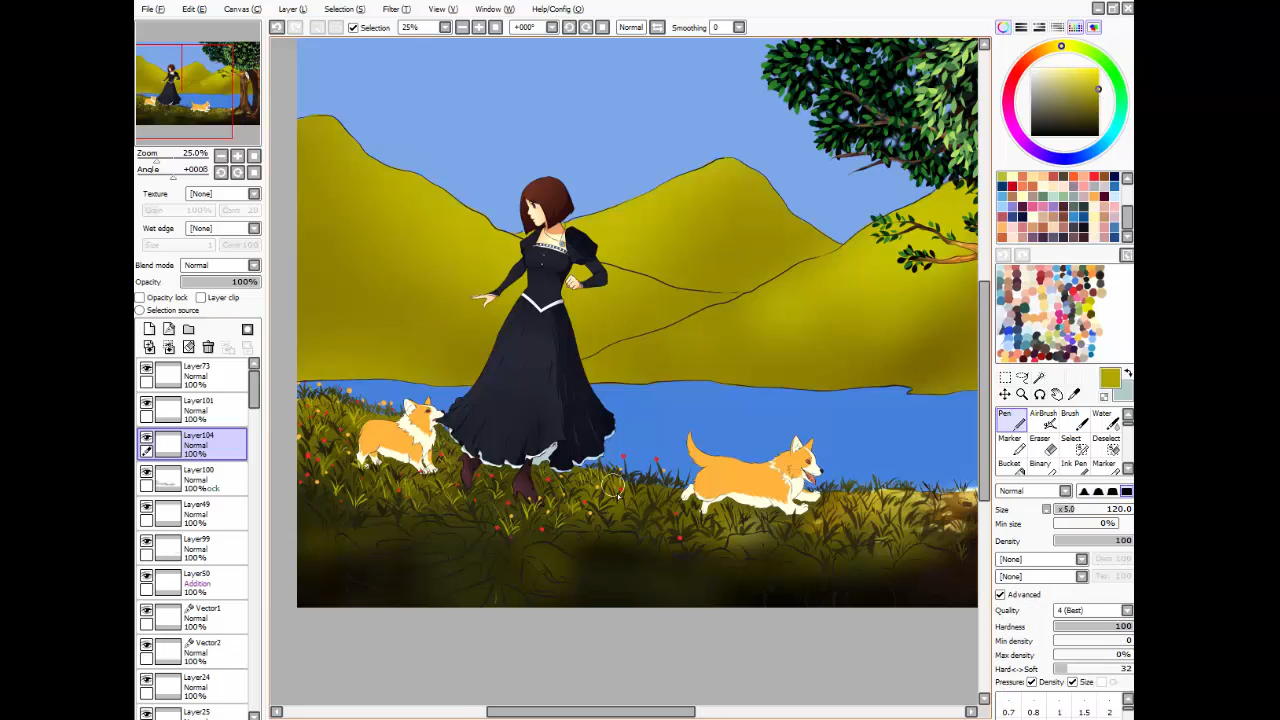 File (F) Edit (E) Canvas (C) Layer (L) Selection (S) Filter (T) View (V) Window (W) Help/Config (O)
Selection 25% +000° Normal Smoothing 0
Zoom 25.0%
Angle +0008
Texture [None]
Wet edge [None]
Blend mode Normal
Opacity 100%
Opacity lock Layer clip
Selection source
Layer73
Normal
100%
Layer101
Normal
100%
Layer104
Normal
100%
Layer100
Normal
100%ock
Layer49
Normal
100%
Layer99
Normal
100%
Layer50
Addition
100%
Vector1
Normal
100%
Vector2
Normal
100%
Layer24
Normal
100%
Layer25
Pen AirBrush Brush Water
Marker Eraser Select Deselect
Bucket Binary Ink Pen Marker
Normal
Size x 5.0 120.0
Min size 0%
Density 100
[None]
[None]
Advanced
Quality 4 (Best)
Hardness 100
Min density 0
Max density 0%
Hard<->Soft 32
Pressure: Density Size
0.7 0.8 1 1.5 2